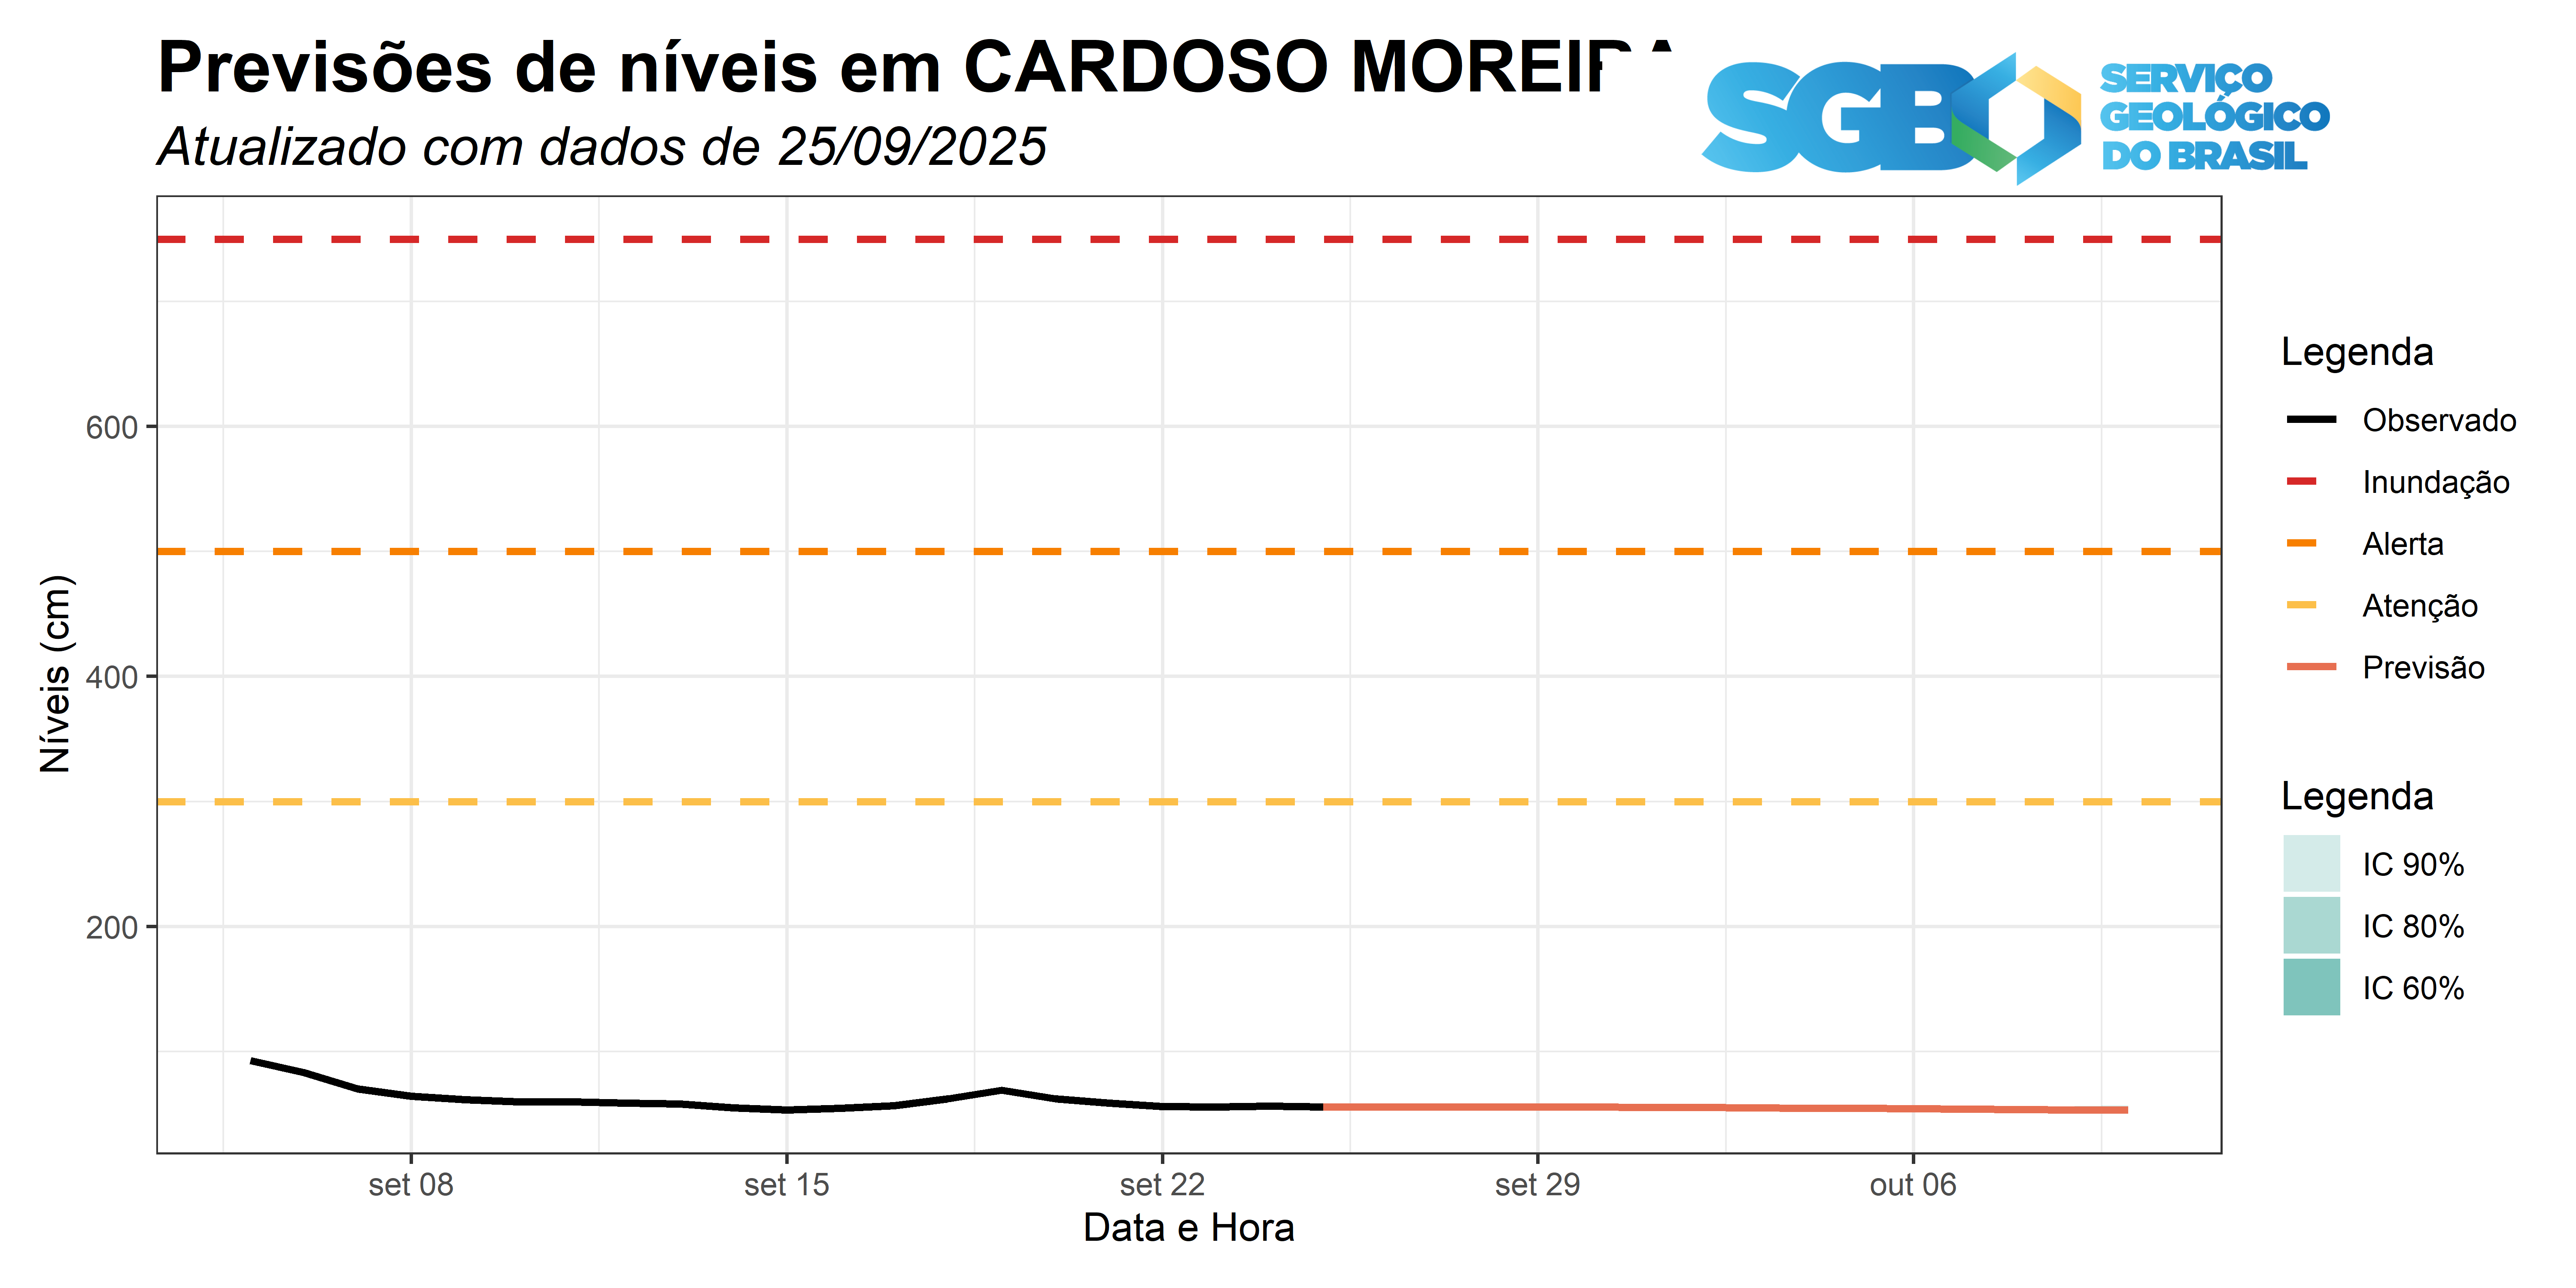 Previsões de níveis em CARDOSO MOREIRA
Atualizado com dados de 25/09/2025
SGB
SERVIÇO
GEOLÓGICO
DO BRASIL
Níveis (cm)
600
400
200
set 08
set 15
set 22
set 29
out 06
Data e Hora
Legenda
Observado
Inundação
Alerta
Atenção
Previsão
Legenda
IC 90%
IC 80%
IC 60%